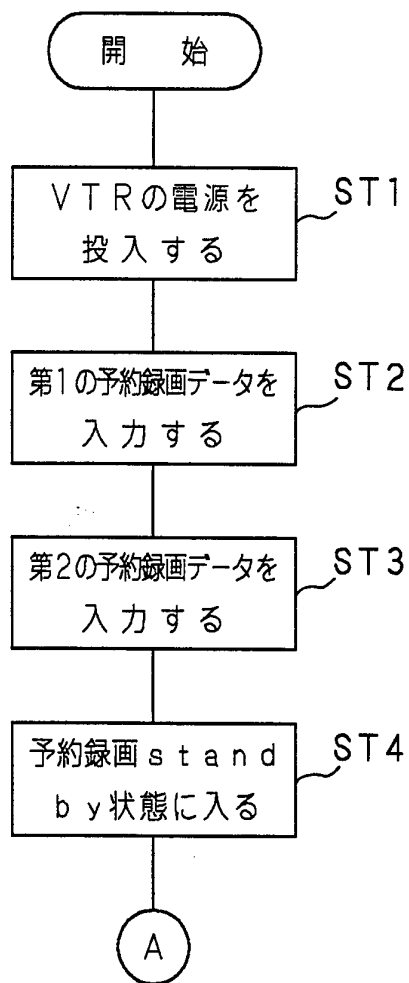 開 始
VTRの電源を
投入する
ST1
第1の予約録画データを
入力する
ST2
第2の予約録画データを
入力する
ST3
予約録画stand
by状態に入る
ST4
A